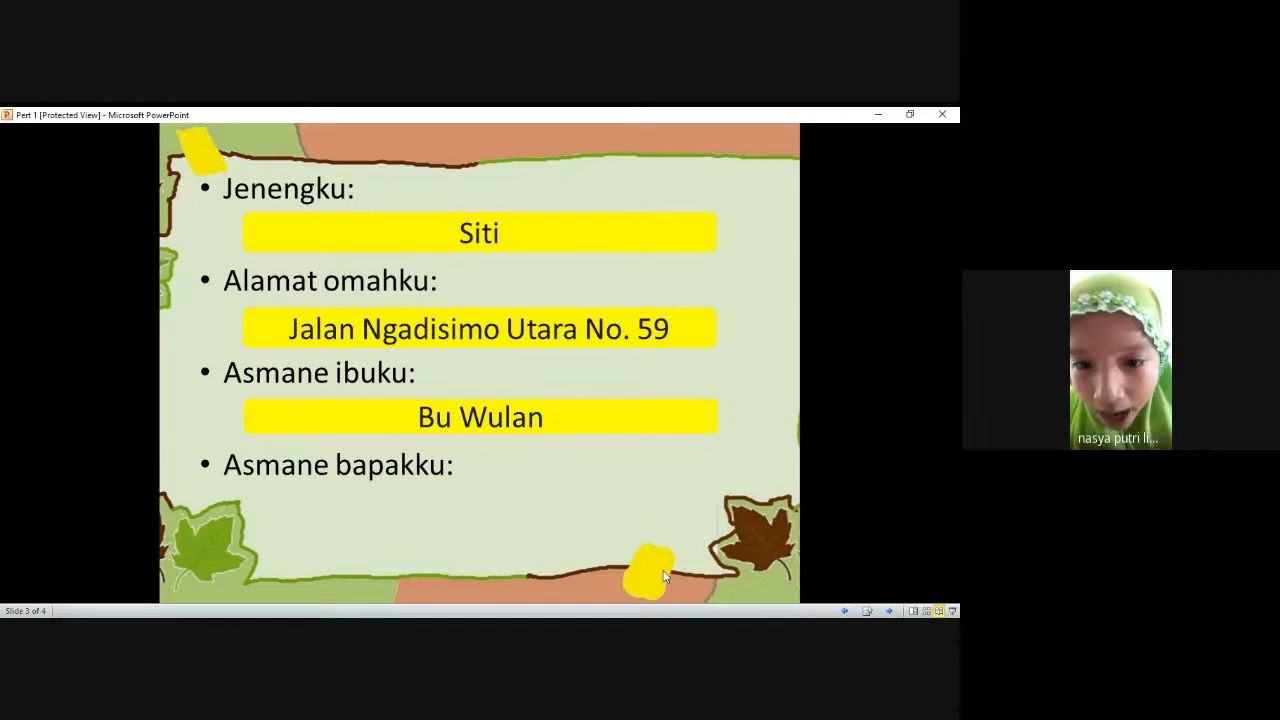 Pert 1 [Protected View] - Microsoft PowerPoint
• Jenengku:
Siti
• Alamat omahku:
Jalan Ngadisimo Utara No. 59
• Asmane ibuku:
Bu Wulan
• Asmane bapakku:
nasya putri li...
Slide 3 of 4